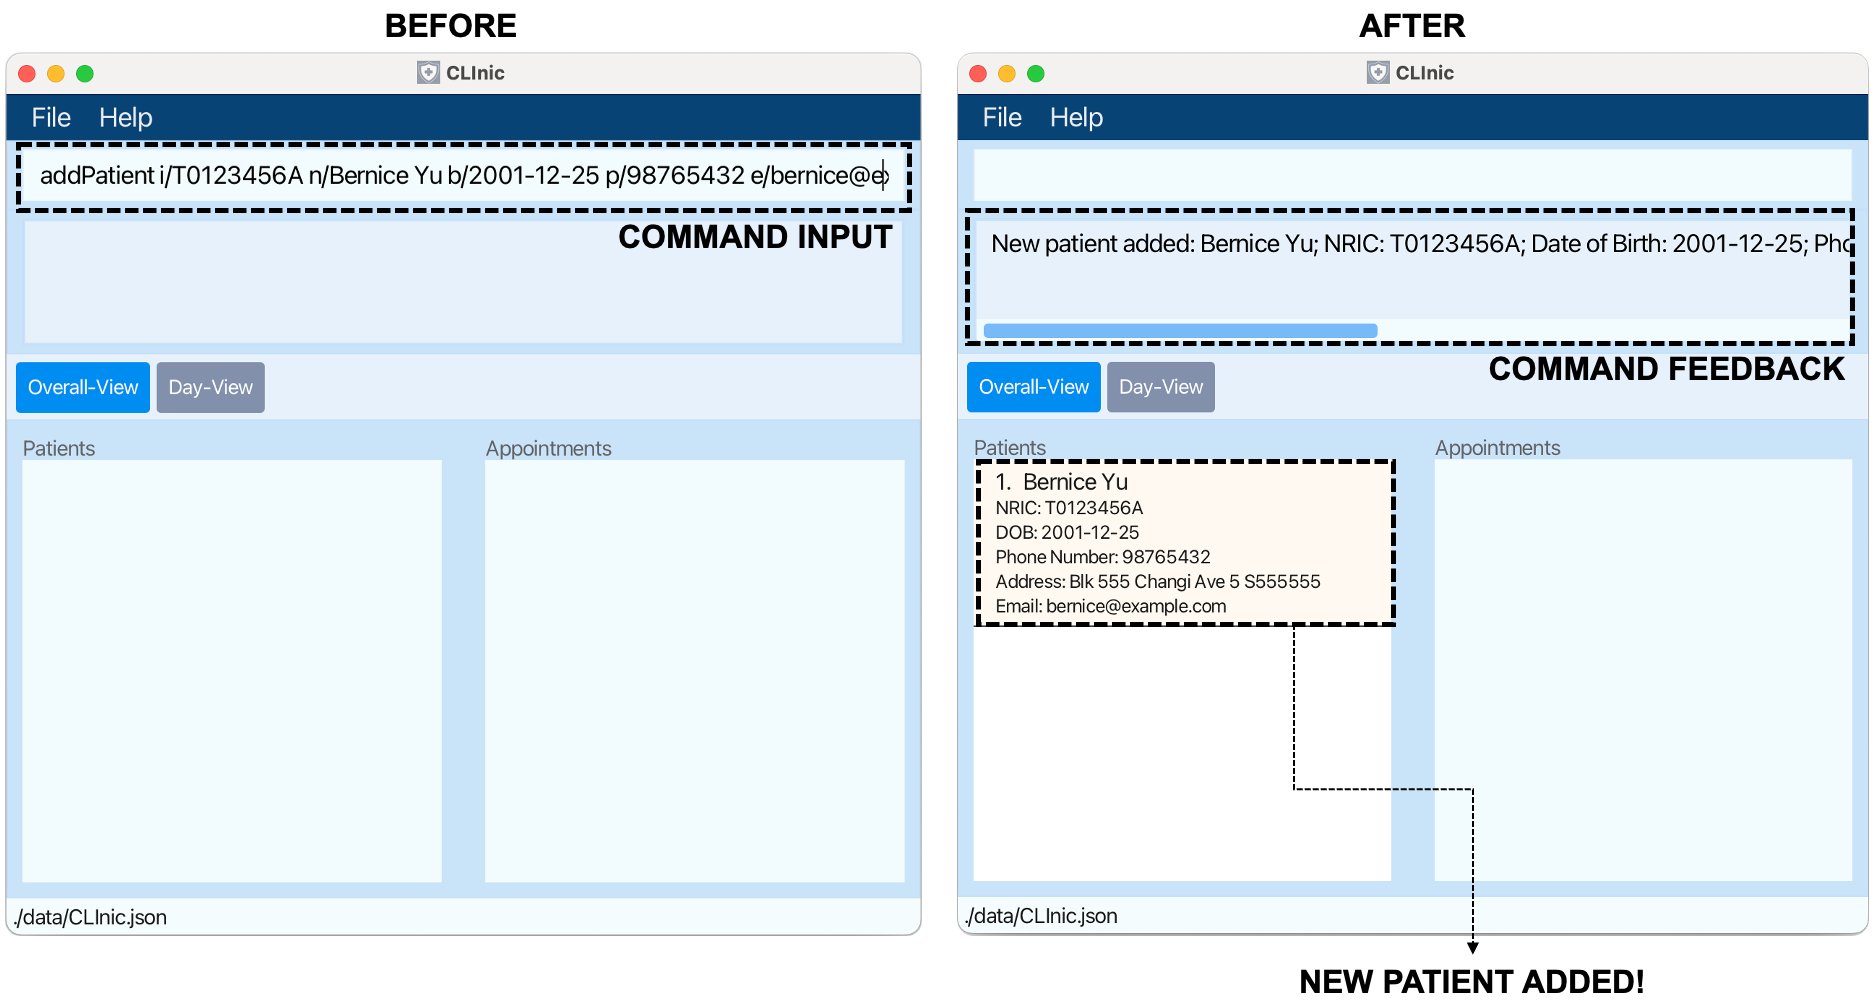 BEFORE
CLInic
File Help
addPatient i/T0123456A n/Bernice Yu b/2001-12-25 p/98765432 e/bernice@e
COMMAND INPUT
Overall-View Day-View
Patients Appointments
./data/CLInic.json
AFTER
CLInic
File Help
New patient added: Bernice Yu; NRIC: T0123456A; Date of Birth: 2001-12-25; Pho
COMMAND FEEDBACK
Overall-View Day-View
Patients Appointments
1. Bernice Yu
NRIC: T0123456A
DOB: 2001-12-25
Phone Number: 98765432
Address: Blk 555 Changi Ave 5 S555555
Email: bernice@example.com
./data/CLInic.json
NEW PATIENT ADDED!